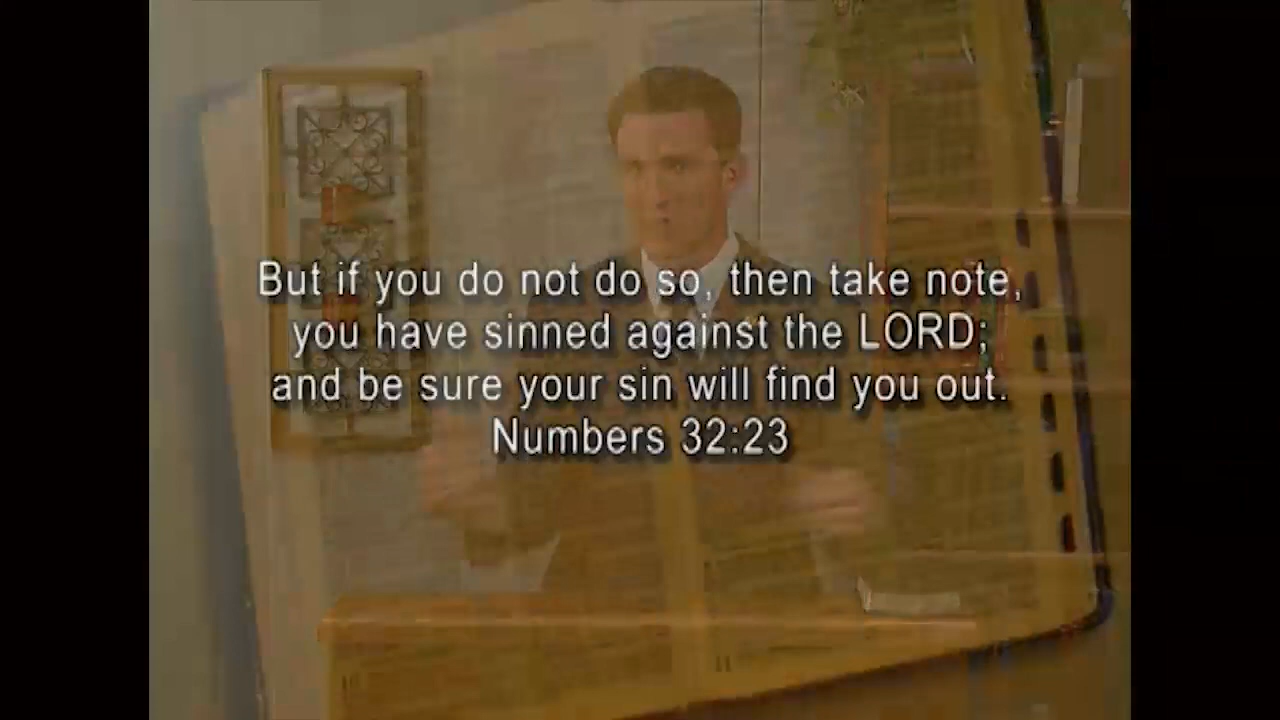 But if you do not do so, then take note,
you have sinned against the LORD;
and be sure your sin will find you out.
Numbers 32:23